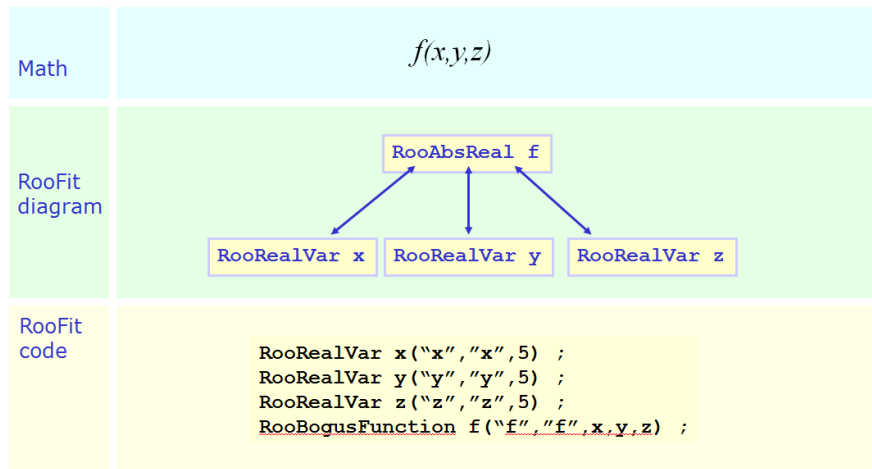 Math
f(x,y,z)
RooFit
diagram
RooAbsReal f
RooRealVar x
RooRealVar y
RooRealVar z
RooFit
code
RooRealVar x(“x”,”x”,5) ;
RooRealVar y(“y”,”y”,5) ;
RooRealVar z(“z”,”z”,5) ;
RooBogusFunction f(“f”,”f”,x,y,z) ;